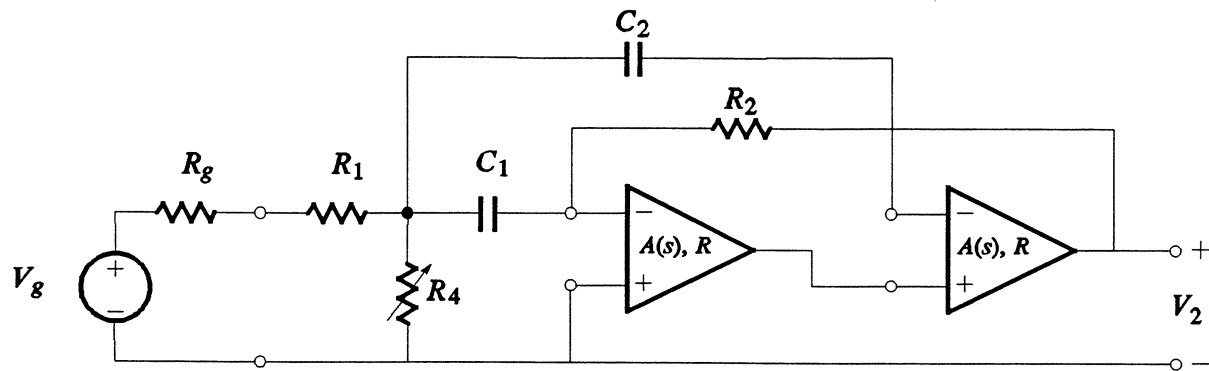 C2
R2
Rg
R1
C1
−
A(s), R
+
−
A(s), R
+
+
Vg
−
R4
+
V2
−